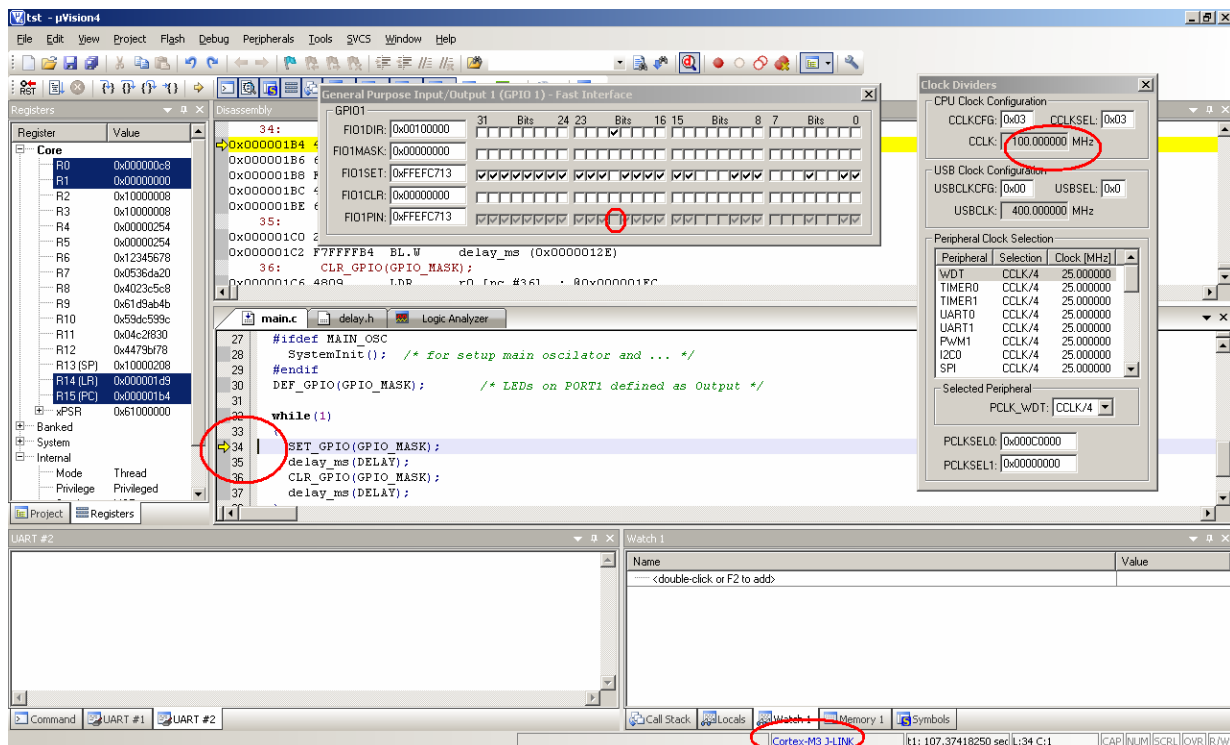 tst - µVision4
File Edit View Project Flash Debug Peripherals Tools SVCS Window Help
RST
Registers
Register Value
Core
R0 0x000000c8
R1 0x00000000
R2 0x10000008
R3 0x10000008
R4 0x00000254
R5 0x00000254
R6 0x12345678
R7 0x0536da20
R8 0x4023c5c8
R9 0x61d9ab4b
R10 0x59dc599c
R11 0x04c2f830
R12 0x4479bf78
R13 (SP) 0x10000208
R14 (LR) 0x000001d9
R15 (PC) 0x000001b4
xPSR 0x61000000
Banked
System
Internal
Mode Thread
Privilege Privileged
Project Registers
Disassembly
34:
0x000001B4 4
0x000001B6 6
0x000001B8
0x000001BC 4
0x000001BE 6
35:
0x000001C0 2
0x000001C2 F7FFFFB4 BL.W delay_ms (0x0000012E)
36: CLR_GPIO(GPIO_MASK);
0x000001C6 4809 LDR r0,[pc,#36] ; @0x000001EC
General Purpose Input/Output 1 (GPIO 1) - Fast Interface
GPIO1
31 Bits 24 23 Bits 16 15 Bits 8 7 Bits 0
FIO1DIR: 0x00100000
FIO1MASK: 0x00000000
FIO1SET: 0xFFEFC713
FIO1CLR: 0x00000000
FIO1PIN: 0xFFEFC713
main.c delay.h Logic Analyzer
27 #ifdef MAIN_OSC
28 SystemInit(); /* for setup main oscilator and ... */
29 #endif
30 DEF_GPIO(GPIO_MASK); /* LEDs on PORT1 defined as Output */
31
32 while(1)
33 {
34 SET_GPIO(GPIO_MASK);
35 delay_ms(DELAY);
36 CLR_GPIO(GPIO_MASK);
37 delay_ms(DELAY);
Clock Dividers
CPU Clock Configuration
CCLKCFG: 0x03 CCLKSEL: 0x03
CCLK: 100.000000 MHz
USB Clock Configuration
USBCLKCFG: 0x00 USBSEL: 0x0
USBCLK: 400.000000 MHz
Peripheral Clock Selection
Peripheral Selection Clock [MHz]
WDT CCLK/4 25.000000
TIMER0 CCLK/4 25.000000
TIMER1 CCLK/4 25.000000
UART0 CCLK/4 25.000000
UART1 CCLK/4 25.000000
PWM1 CCLK/4 25.000000
I2C0 CCLK/4 25.000000
SPI CCLK/4 25.000000
Selected Peripheral
PCLK_WDT: CCLK/4
PCLKSEL0: 0x000C0000
PCLKSEL1: 0x00000000
UART #2
Command UART #1 UART #2
Watch 1
Name Value
<double-click or F2 to add>
Call Stack Locals Watch 1 Memory 1 Symbols
Cortex-M3 J-LINK t1: 107.37418250 sec L:34 C:1 CAP NUM SCRL OVR R/W